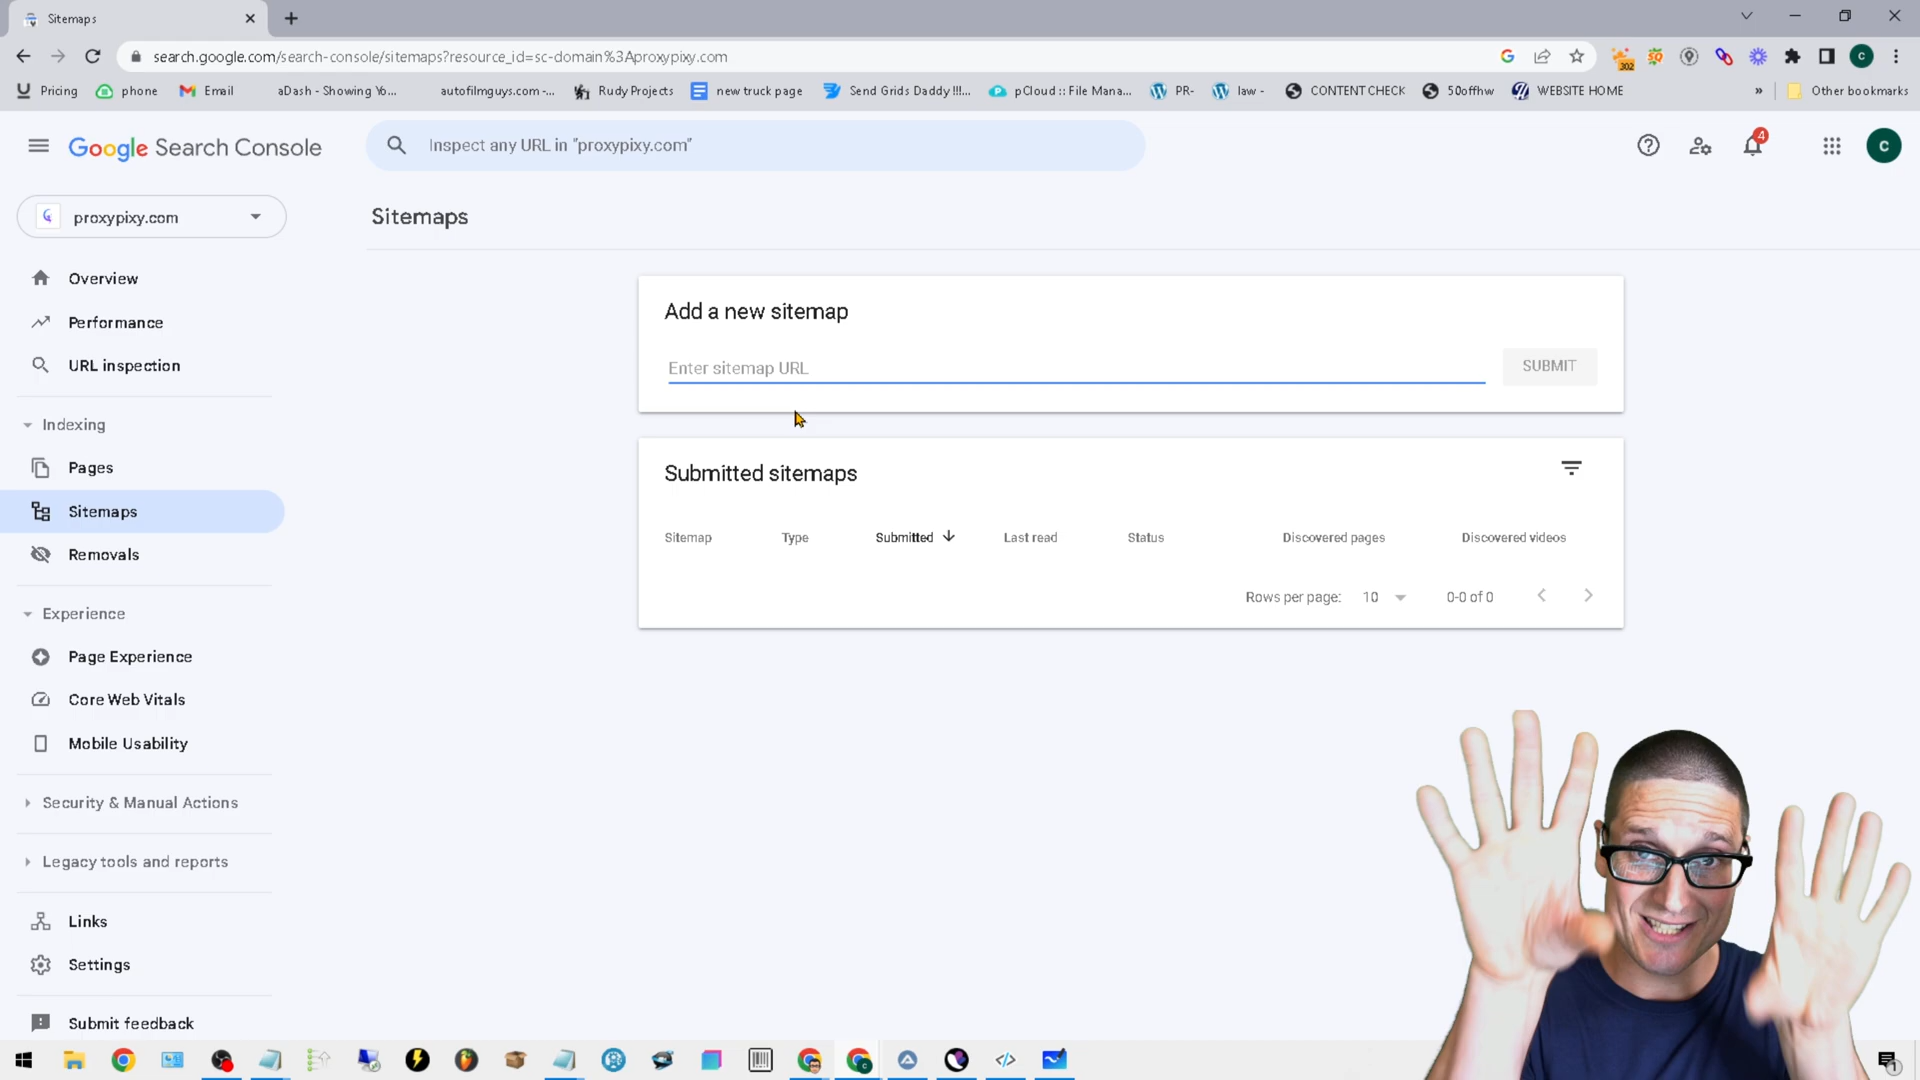 Sitemaps
search.google.com/search-console/sitemaps?resource_id=sc-domain%3Aproxypixy.com
302
C
Pricing
phone
Email
aDash - Showing Yo...
autofilmguys.com -...
Rudy Projects
new truck page
Send Grids Daddy !!!...
pCloud :: File Mana...
PR-
law -
CONTENT CHECK
50offhw
WEBSITE HOME
»
Other bookmarks
Google Search Console
Inspect any URL in "proxypixy.com"
4
C
proxypixy.com
Sitemaps
Overview
Performance
URL inspection
Indexing
Pages
Sitemaps
Removals
Experience
Page Experience
Core Web Vitals
Mobile Usability
Security & Manual Actions
Legacy tools and reports
Links
Settings
Submit feedback
Add a new sitemap
Enter sitemap URL
SUBMIT
Submitted sitemaps
Sitemap Type Submitted Last read Status Discovered pages Discovered videos
Rows per page: 10 0-0 of 0
1